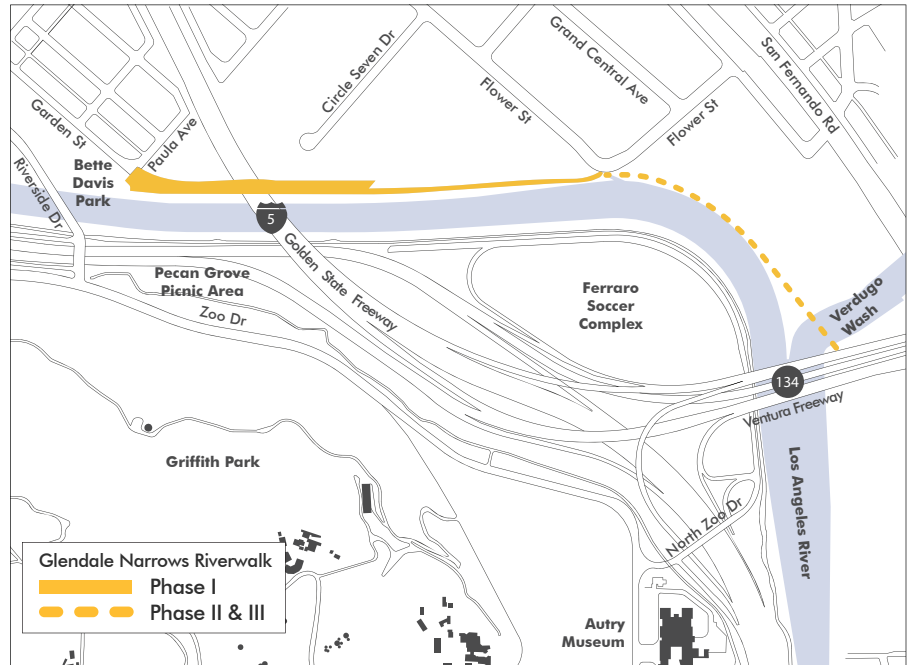 San Fernando Rd
Grand Central Ave
Circle Seven Dr
Flower St
Flower St
Garden St
Paula Ave
Bette
Davis
Park
Riverside Dr
5
Golden State Freeway
Pecan Grove
Picnic Area
Zoo Dr
Ferraro
Soccer
Complex
Verdugo
Wash
134
Ventura Freeway
Griffith Park
Los Angeles River
North Zoo Dr
Glendale Narrows Riverwalk
Phase I
Phase II & III
Autry
Museum